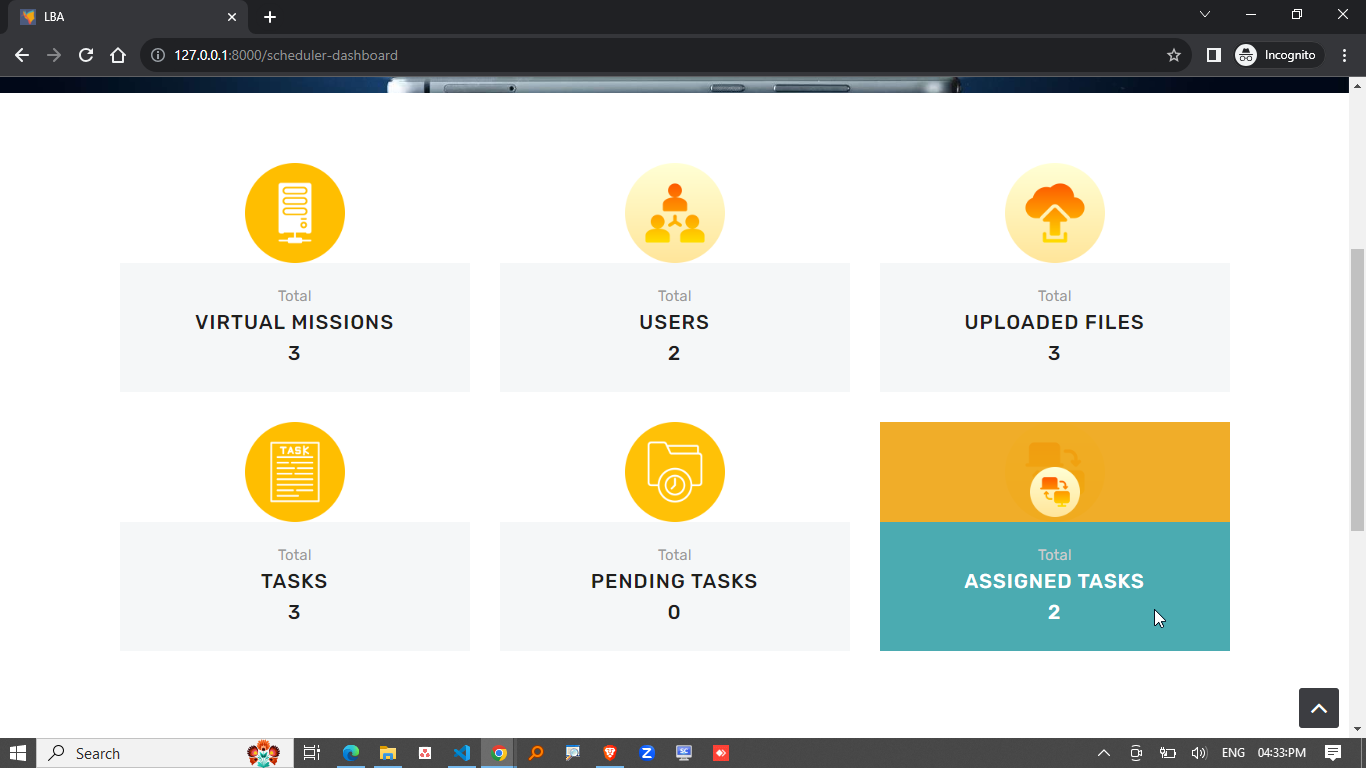 LBA
127.0.0.1:8000/scheduler-dashboard
Incognito
Total
VIRTUAL MISSIONS
3
Total
USERS
2
Total
UPLOADED FILES
3
TASK
Total
TASKS
3
Total
PENDING TASKS
0
Total
ASSIGNED TASKS
2
Search
SC
ENG
04:33:PM